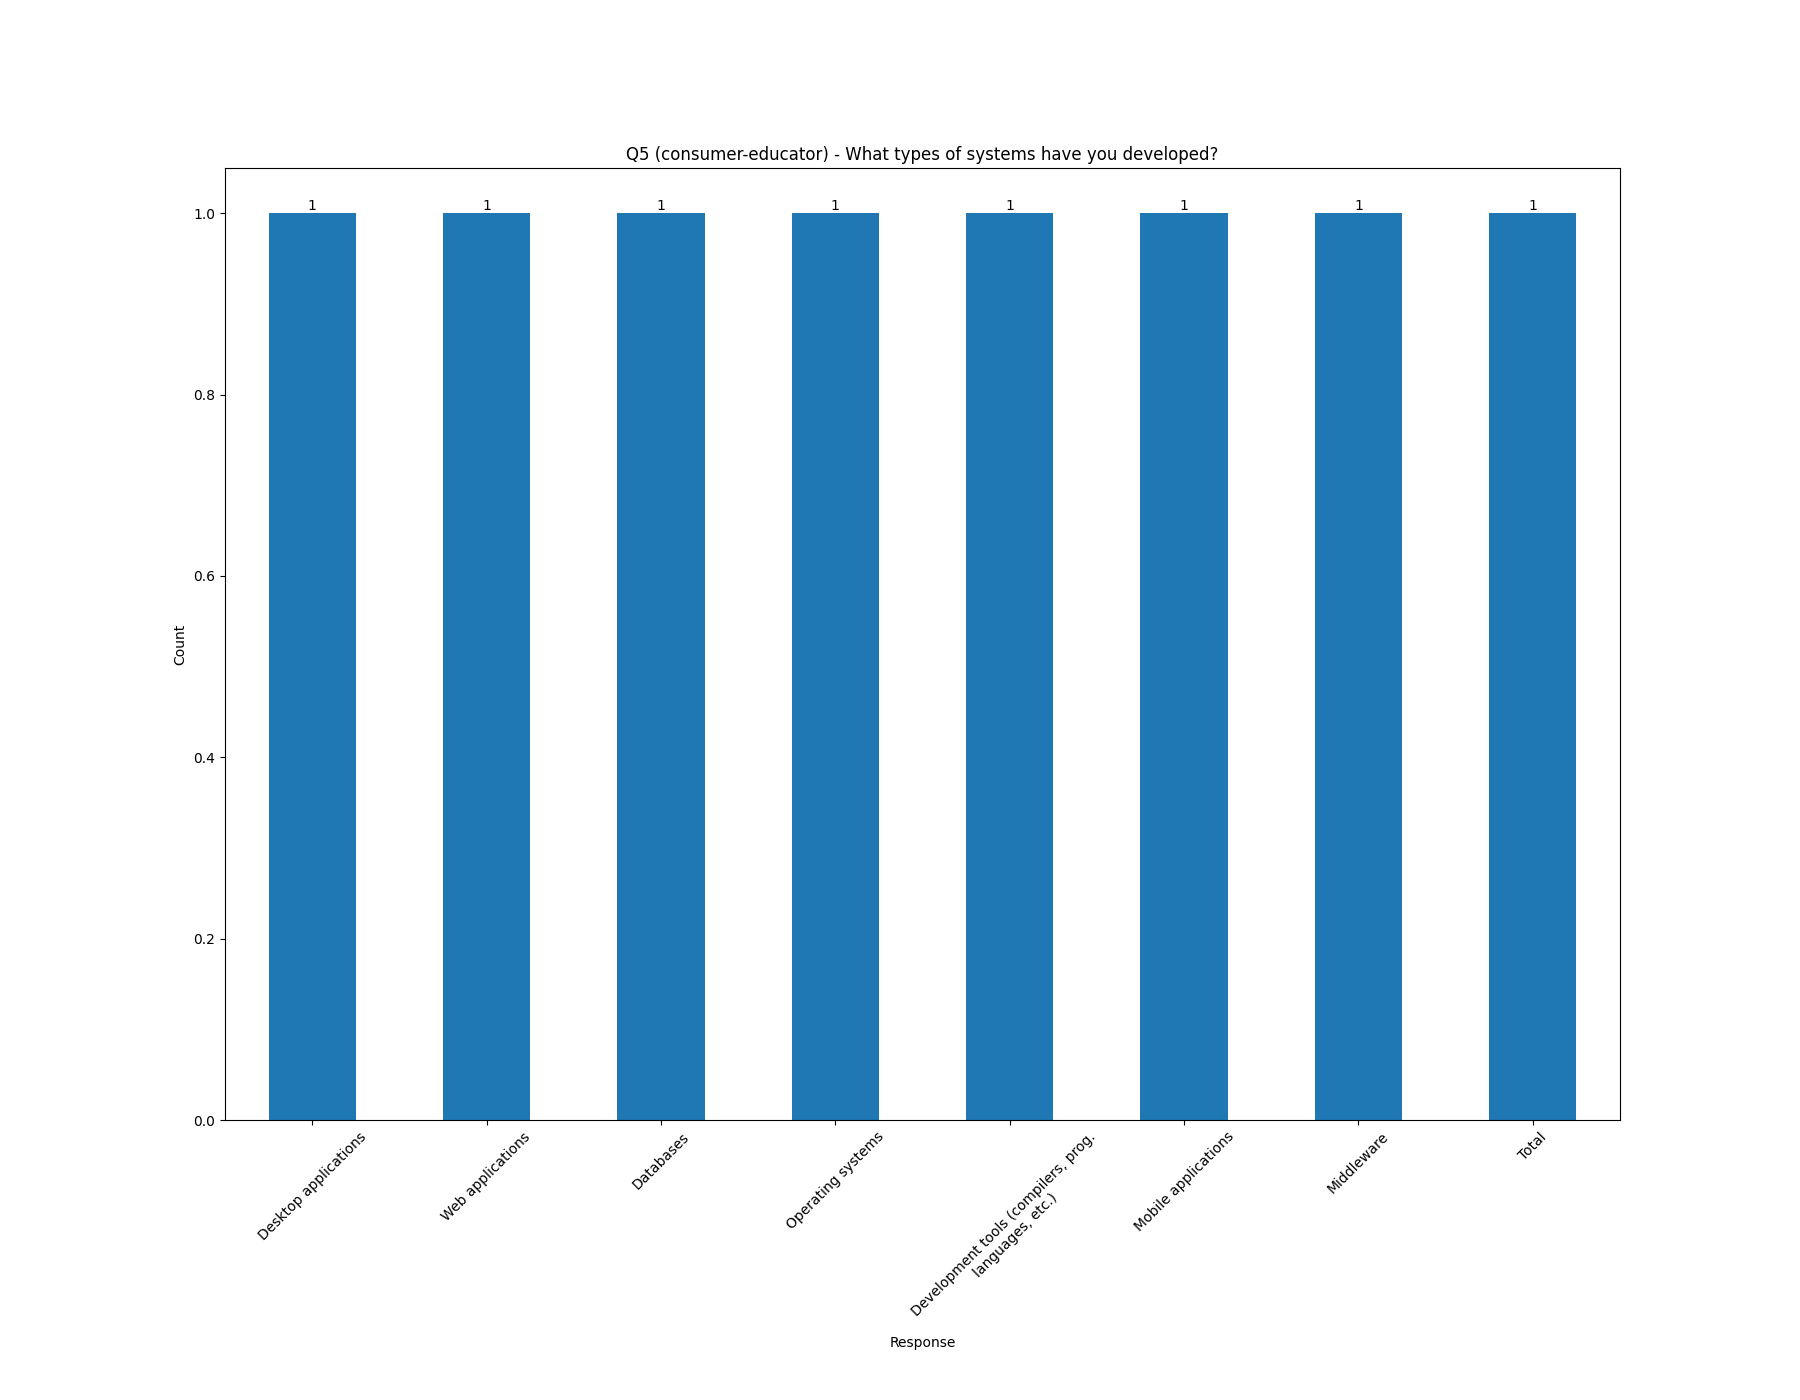 Q5 (consumer-educator) - What types of systems have you developed?
1 1 1 1 1 1 1 1
1.0
0.8
0.6
0.4
0.2
0.0
Count
Desktop applications
Web applications
Databases
Operating systems
Development tools (compilers, prog.
languages, etc.)
Mobile applications
Middleware
Total
Response